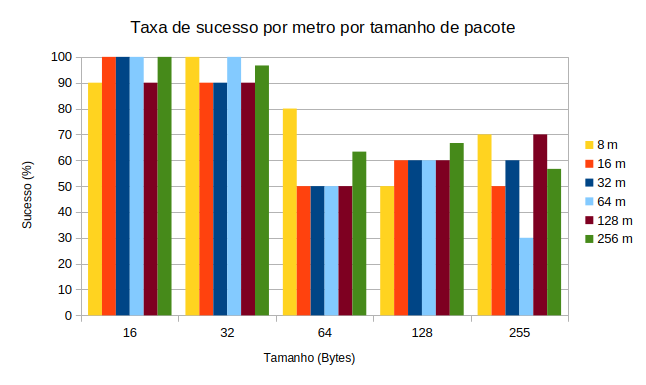 Taxa de sucesso por metro por tamanho de pacote
100
90
80
70
60
50
40
30
20
10
0
Sucesso (%)
16
32
64
128
255
Tamanho (Bytes)
8 m
16 m
32 m
64 m
128 m
256 m